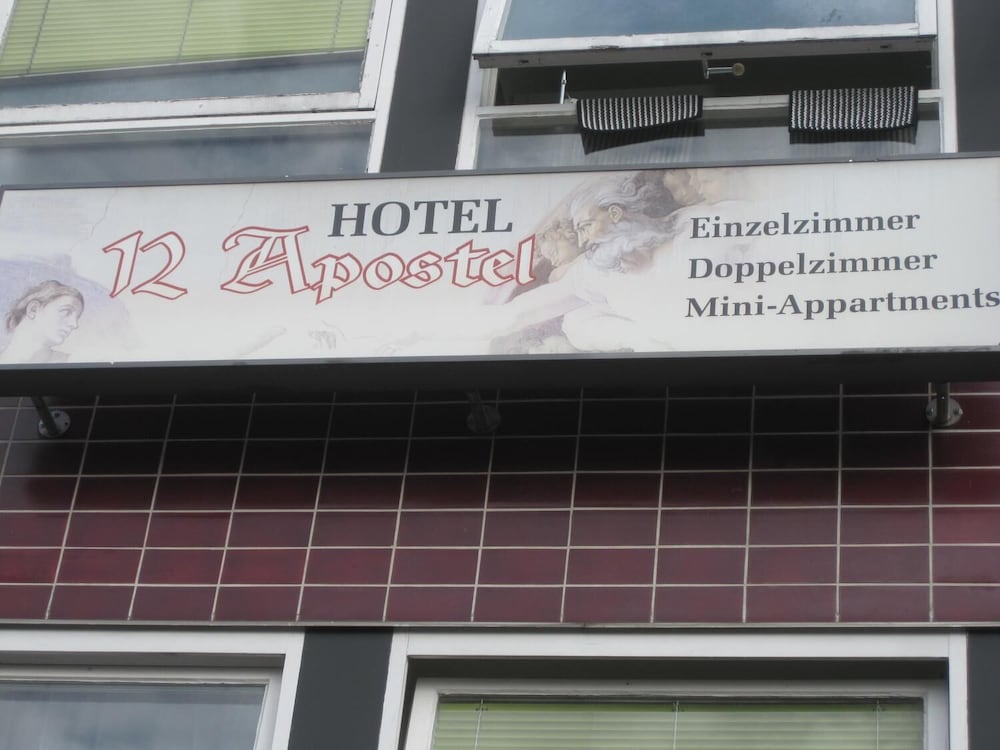 HOTEL
12 Apostel
Einzelzimmer
Doppelzimmer
Mini-Appartments